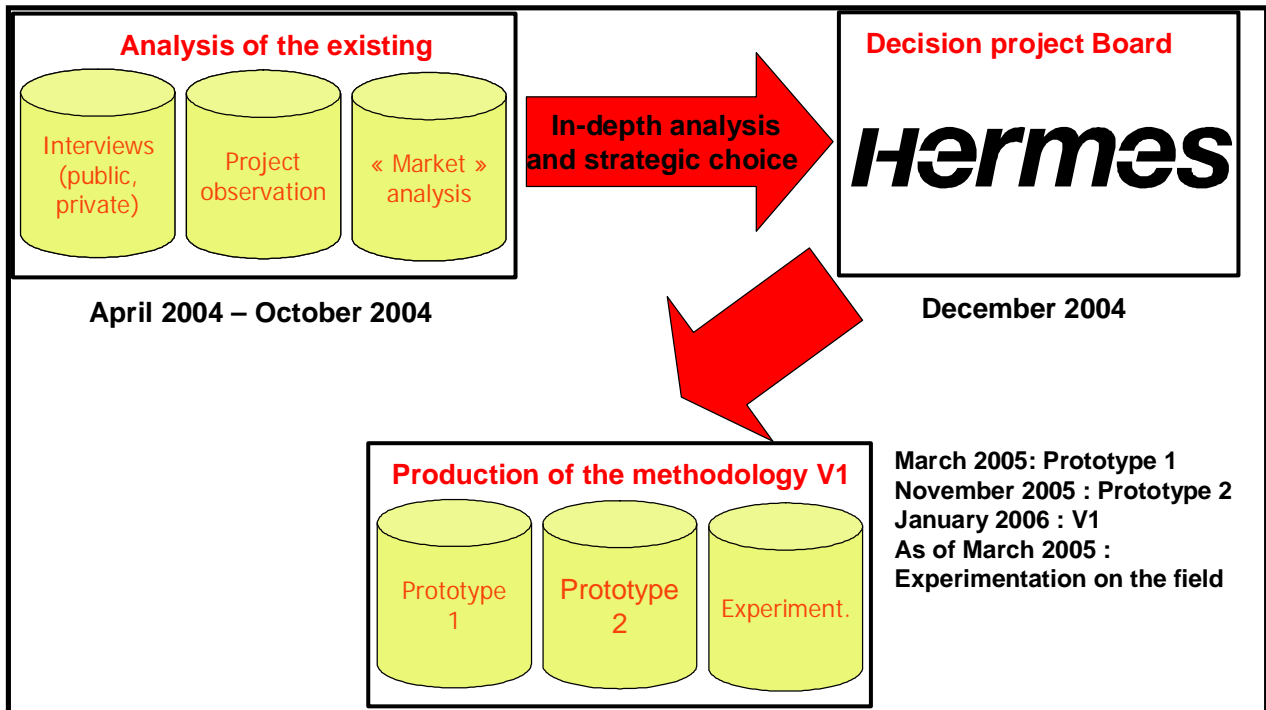 Analysis of the existing
Interviews
(public,
private)
Project
observation
« Market »
analysis
April 2004 – October 2004
In-depth analysis
and strategic choice
Decision project Board
Hermes
December 2004
Production of the methodology V1
Prototype
1
Prototype
2
Experiment.
March 2005: Prototype 1
November 2005 : Prototype 2
January 2006 : V1
As of March 2005 :
Experimentation on the field